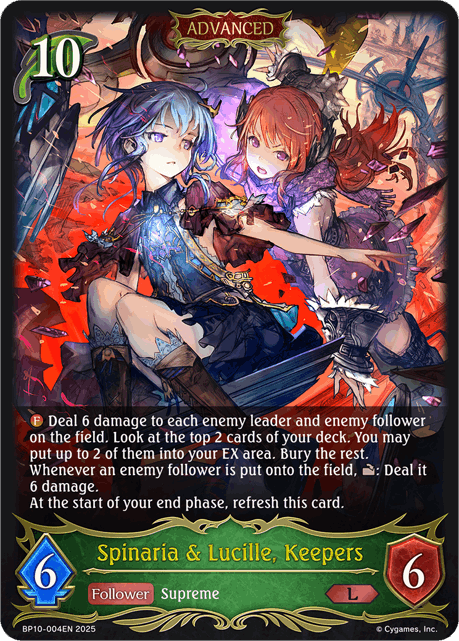 ADVANCED
10
Deal 6 damage to each enemy leader and enemy follower
on the field. Look at the top 2 cards of your deck. You may
put up to 2 of them into your EX area. Bury the rest.
Whenever an enemy follower is put onto the field, : Deal it
6 damage.
At the start of your end phase, refresh this card.
Spinaria & Lucille, Keepers
6
Follower Supreme
L
6
BP10-004EN 2025
© Cygames, Inc.